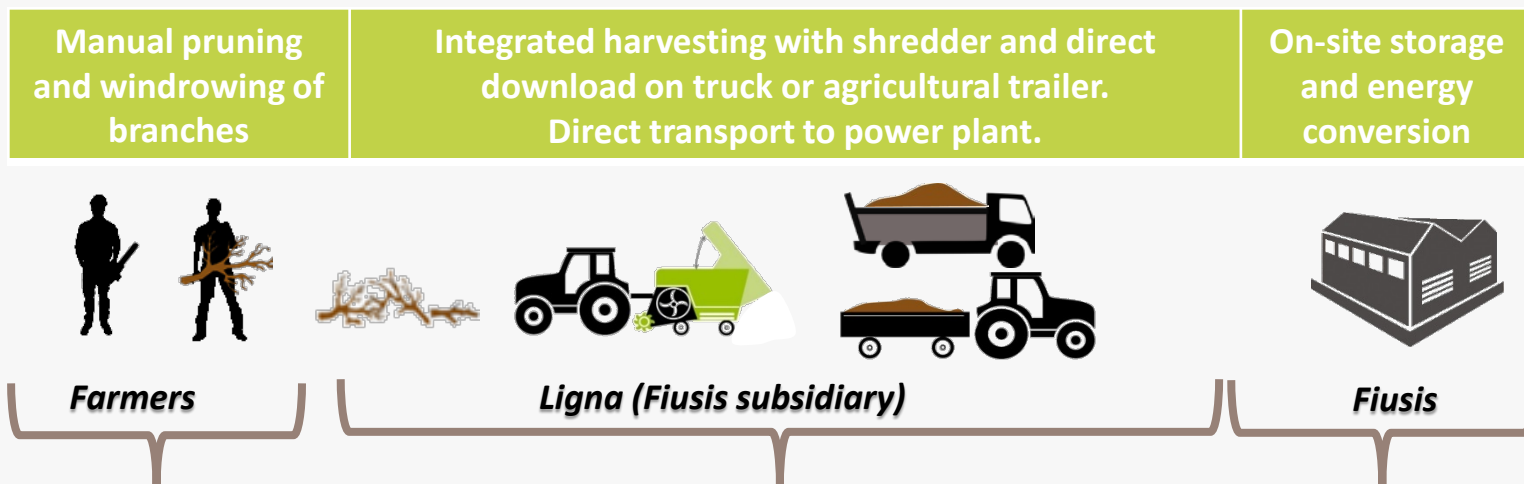 Manual pruning
and windrowing of
branches
Integrated harvesting with shredder and direct
download on truck or agricultural trailer.
Direct transport to power plant.
On-site storage
and energy
conversion
Farmers
Ligna (Fiusis subsidiary)
Fiusis